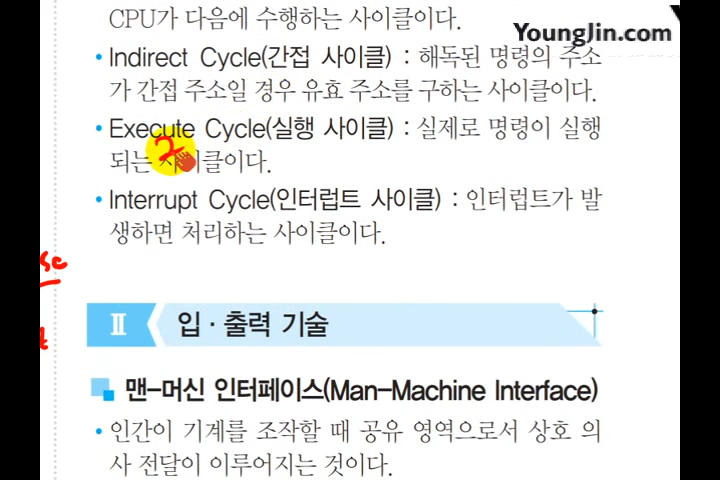 CPU가 다음에 수행하는 사이클이다.
YoungJin.com
• Indirect Cycle(간접 사이클) : 해독된 명령의 주소
가 간접 주소일 경우 유효 주소를 구하는 사이클이다.
• Execute Cycle(실행 사이클) : 실제로 명령이 실행
2
되는 사이클이다.
• Interrupt Cycle(인터럽트 사이클) : 인터럽트가 발
생하면 처리하는 사이클이다.
sc
Ⅱ 입·출력 기술
맨-머신 인터페이스(Man-Machine Interface)
• 인간이 기계를 조작할 때 공유 영역으로서 상호 의
사 전달이 이루어지는 것이다.